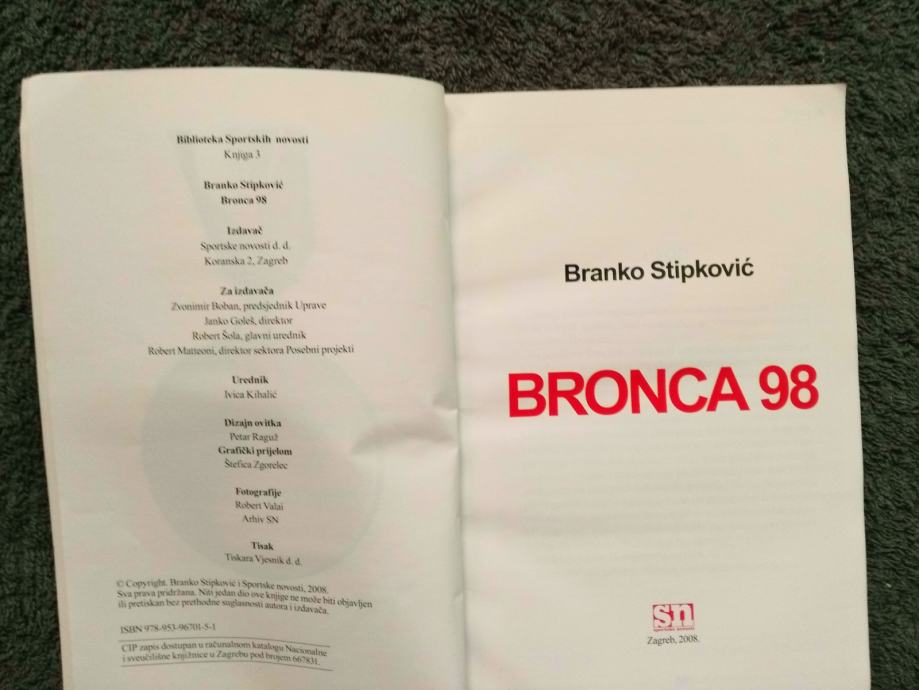 Biblioteka Sportskih novosti
Knjiga 3
Branko Stipković
Bronca 98
Izdavač
Sportske novosti d. d.
Koranska 2, Zagreb
Za izdavača
Zvonimir Boban, predsjednik Uprave
Janko Goleš, direktor
Robert Šola, glavni urednik
Robert Matteoni, direktor sektora Posebni projekti
Urednik
Ivica Kihalić
Dizajn ovitka
Petar Raguž
Grafički prijelom
Štefica Zgorelec
Fotografije
Robert Valai
Arhiv SN
Tisak
Tiskara Vjesnik d. d.
© Copyright. Branko Stipković i Sportske novosti, 2008.
Sva prava pridržana. Niti jedan dio ove knjige ne može biti objavljen
ili pretiskan bez prethodne suglasnosti autora i izdavača.
ISBN 978-953-96701-5-1
CIP zapis dostupan u računalnom katalogu Nacionalne
i sveučilišne knjižnice u Zagrebu pod brojem 667831.
Branko Stipković
BRONCA 98
sn
sportske novosti
Zagreb, 2008.